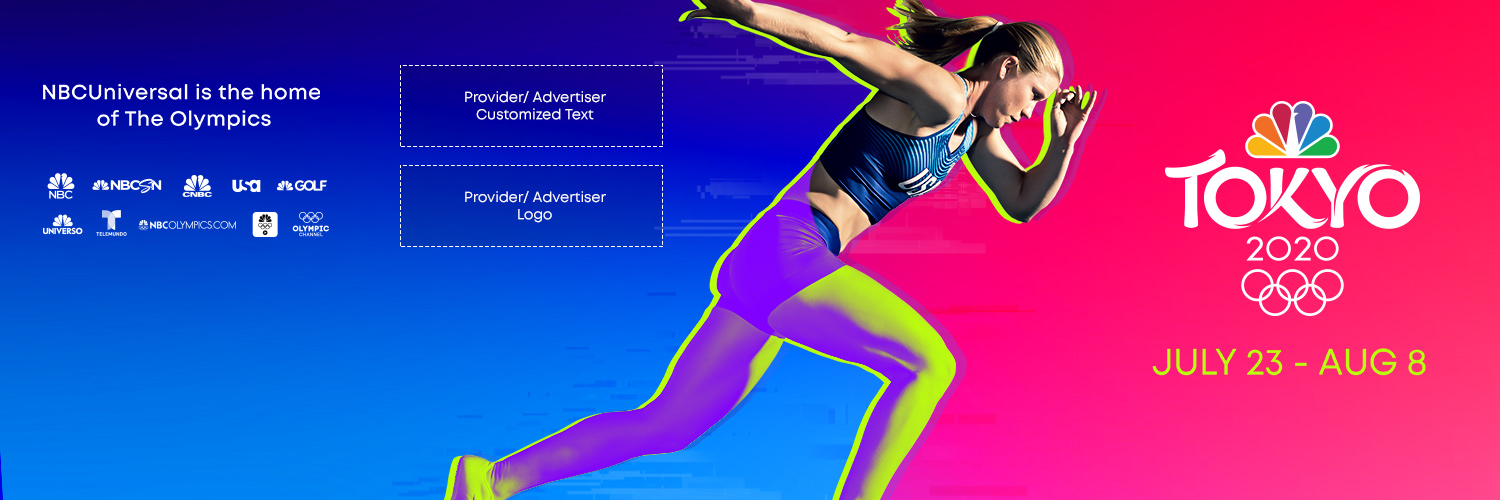 NBCUniversal is the home
of The Olympics
NBC
NBCSN
CNBC
USA
GOLF
UNIVERSO
TELEMUNDO
NBCOLYMPICS.COM
OLYMPIC
CHANNEL
Provider/ Advertiser
Customized Text
Provider/ Advertiser
Logo
TOKYO
2020
JULY 23 - AUG 8